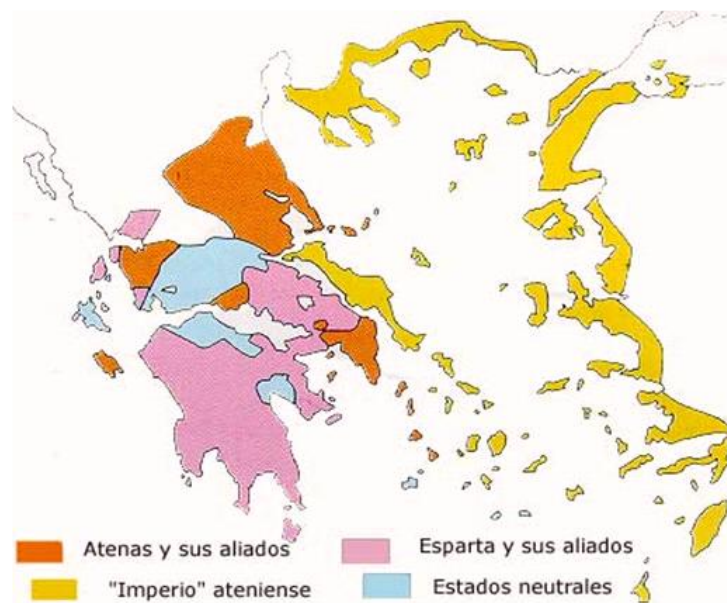 Atenas y sus aliados
Esparta y sus aliados
"Imperio" ateniense
Estados neutrales